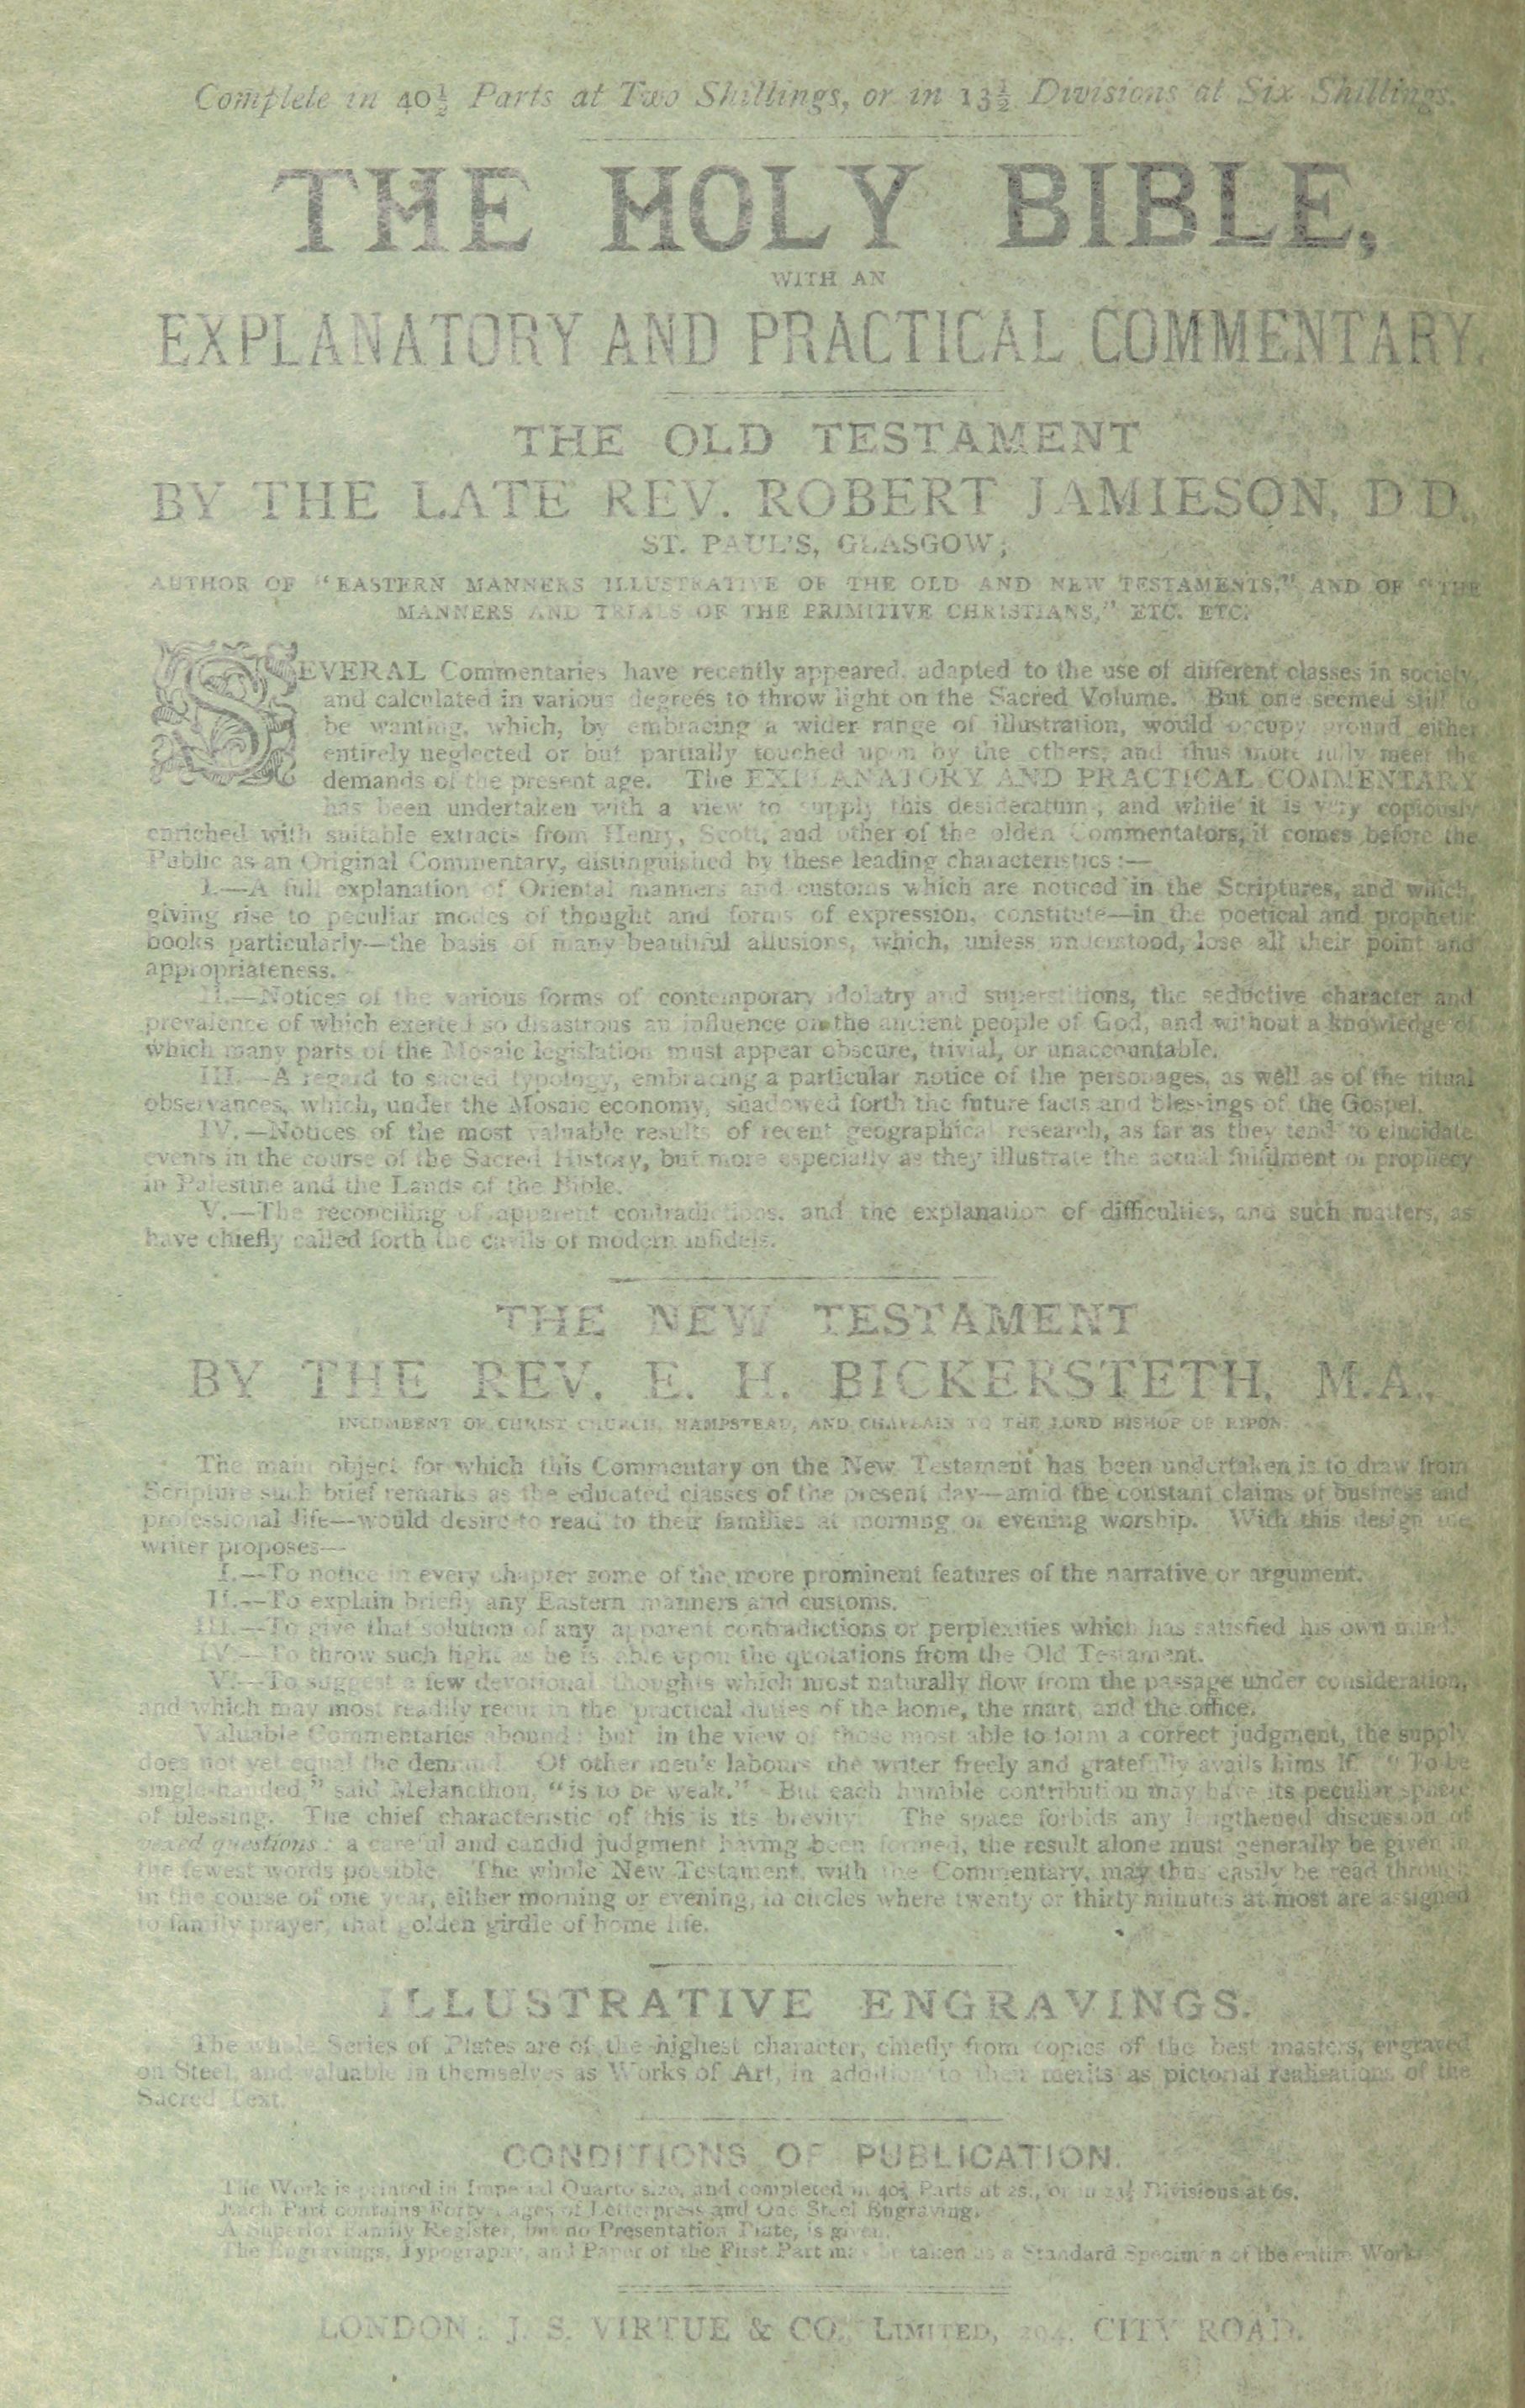 Complete in 40½ Parts at Two Shillings, or in 13½ Divisions at Six Shillings.
THE HOLY BIBLE,
WITH AN
EXPLANATORY AND PRACTICAL COMMENTARY.
THE OLD TESTAMENT
BY THE LATE REV. ROBERT JAMIESON, D.D.,
ST. PAUL'S, GLASGOW;
AUTHOR OF "EASTERN MANNERS ILLUSTRATIVE OF THE OLD AND NEW TESTAMENTS," AND OF "THE
MANNERS AND TRIALS OF THE PRIMITIVE CHRISTIANS," ETC. ETC.
SEVERAL Commentaries have recently appeared, adapted to the use of different classes in society,
and calculated in various degrees to throw light on the Sacred Volume. But one seemed still to
be wanting, which, by embracing a wider range of illustration, would occupy ground either
entirely neglected or but partially touched upon by the others; and thus more fully meet the
demands of the present age. The EXPLANATORY AND PRACTICAL COMMENTARY
has been undertaken with a view to supply this desideratum; and while it is very copiously
enriched with suitable extracts from Henry, Scott, and other of the olden Commentators, it comes before the
Public as an Original Commentary, distinguished by these leading characteristics:—
I.—A full explanation of Oriental manners and customs which are noticed in the Scriptures, and which,
giving rise to peculiar modes of thought and forms of expression, constitute—in the poetical and prophetic
books particularly—the basis of many beautiful allusions, which, unless understood, lose all their point and
appropriateness.
II.—Notices of the various forms of contemporary idolatry and superstitions, the seductive character and
prevalence of which exerted so disastrous an influence on the ancient people of God, and without a knowledge of
which many parts of the Mosaic legislation must appear obscure, trivial, or unaccountable.
III.—A regard to sacred typology, embracing a particular notice of the personages, as well as of the ritual
observances, which, under the Mosaic economy, shadowed forth the future facts and blessings of the Gospel.
IV.—Notices of the most valuable results of recent geographical research, as far as they tend to elucidate
events in the course of the Sacred History, but more especially as they illustrate the actual fulfilment of prophecy
in Palestine and the Lands of the Bible.
V.—The reconciling of apparent contradictions, and the explanation of difficulties, and such matters, as
have chiefly called forth the cavils of modern infidels.
THE NEW TESTAMENT
BY THE REV. E. H. BICKERSTETH, M.A.,
INCUMBENT OF CHRIST CHURCH, HAMPSTEAD, AND CHAPLAIN TO THE LORD BISHOP OF RIPON.
The main object for which this Commentary on the New Testament has been undertaken is to draw from
Scripture such brief remarks as the educated classes of the present day—amid the constant claims of business and
professional life—would desire to read to their families at morning or evening worship. With this design the
writer proposes—
I.—To notice in every chapter some of the more prominent features of the narrative or argument.
II.—To explain briefly any Eastern manners and customs.
III.—To give that solution of any apparent contradictions or perplexities which has satisfied his own mind.
IV.—To throw such light as he is able upon the quotations from the Old Testament.
V.—To suggest a few devotional thoughts which most naturally flow from the passage under consideration,
and which may most readily recur in the practical duties of the home, the mart, and the office.
Valuable Commentaries abound: but in the view of those most able to form a correct judgment, the supply
does not yet equal the demand. Of other men's labours the writer freely and gratefully avails himself. "To be
single-handed," said Melancthon, "is to be weak." But each humble contribution may have its peculiar sphere
of blessing. The chief characteristic of this is its brevity. The space forbids any lengthened discussion of
vexed questions: a careful and candid judgment having been formed, the result alone must generally be given in
the fewest words possible. The whole New Testament, with the Commentary, may thus easily be read through
in the course of one year, either morning or evening, in circles where twenty or thirty minutes at most are assigned
to family prayer, that golden girdle of home life.
ILLUSTRATIVE ENGRAVINGS.
The whole Series of Plates are of the highest character, chiefly from copies of the best masters, engraved
on Steel, and valuable in themselves as Works of Art, in addition to their merits as pictorial realisations of the
Sacred Text.
CONDITIONS OF PUBLICATION.
The Work is printed in Imperial Quarto size, and completed in 40½ Parts at 2s., or in 13½ Divisions at 6s.
Each Part contains Forty Pages of Letterpress and One Steel Engraving.
A Superior Family Register, but no Presentation Plate, is given.
The Engravings, Typography, and Paper of the First Part may be taken as a Standard Specimen of the entire Work.
LONDON: J. S. VIRTUE & CO., LIMITED, CITY ROAD.